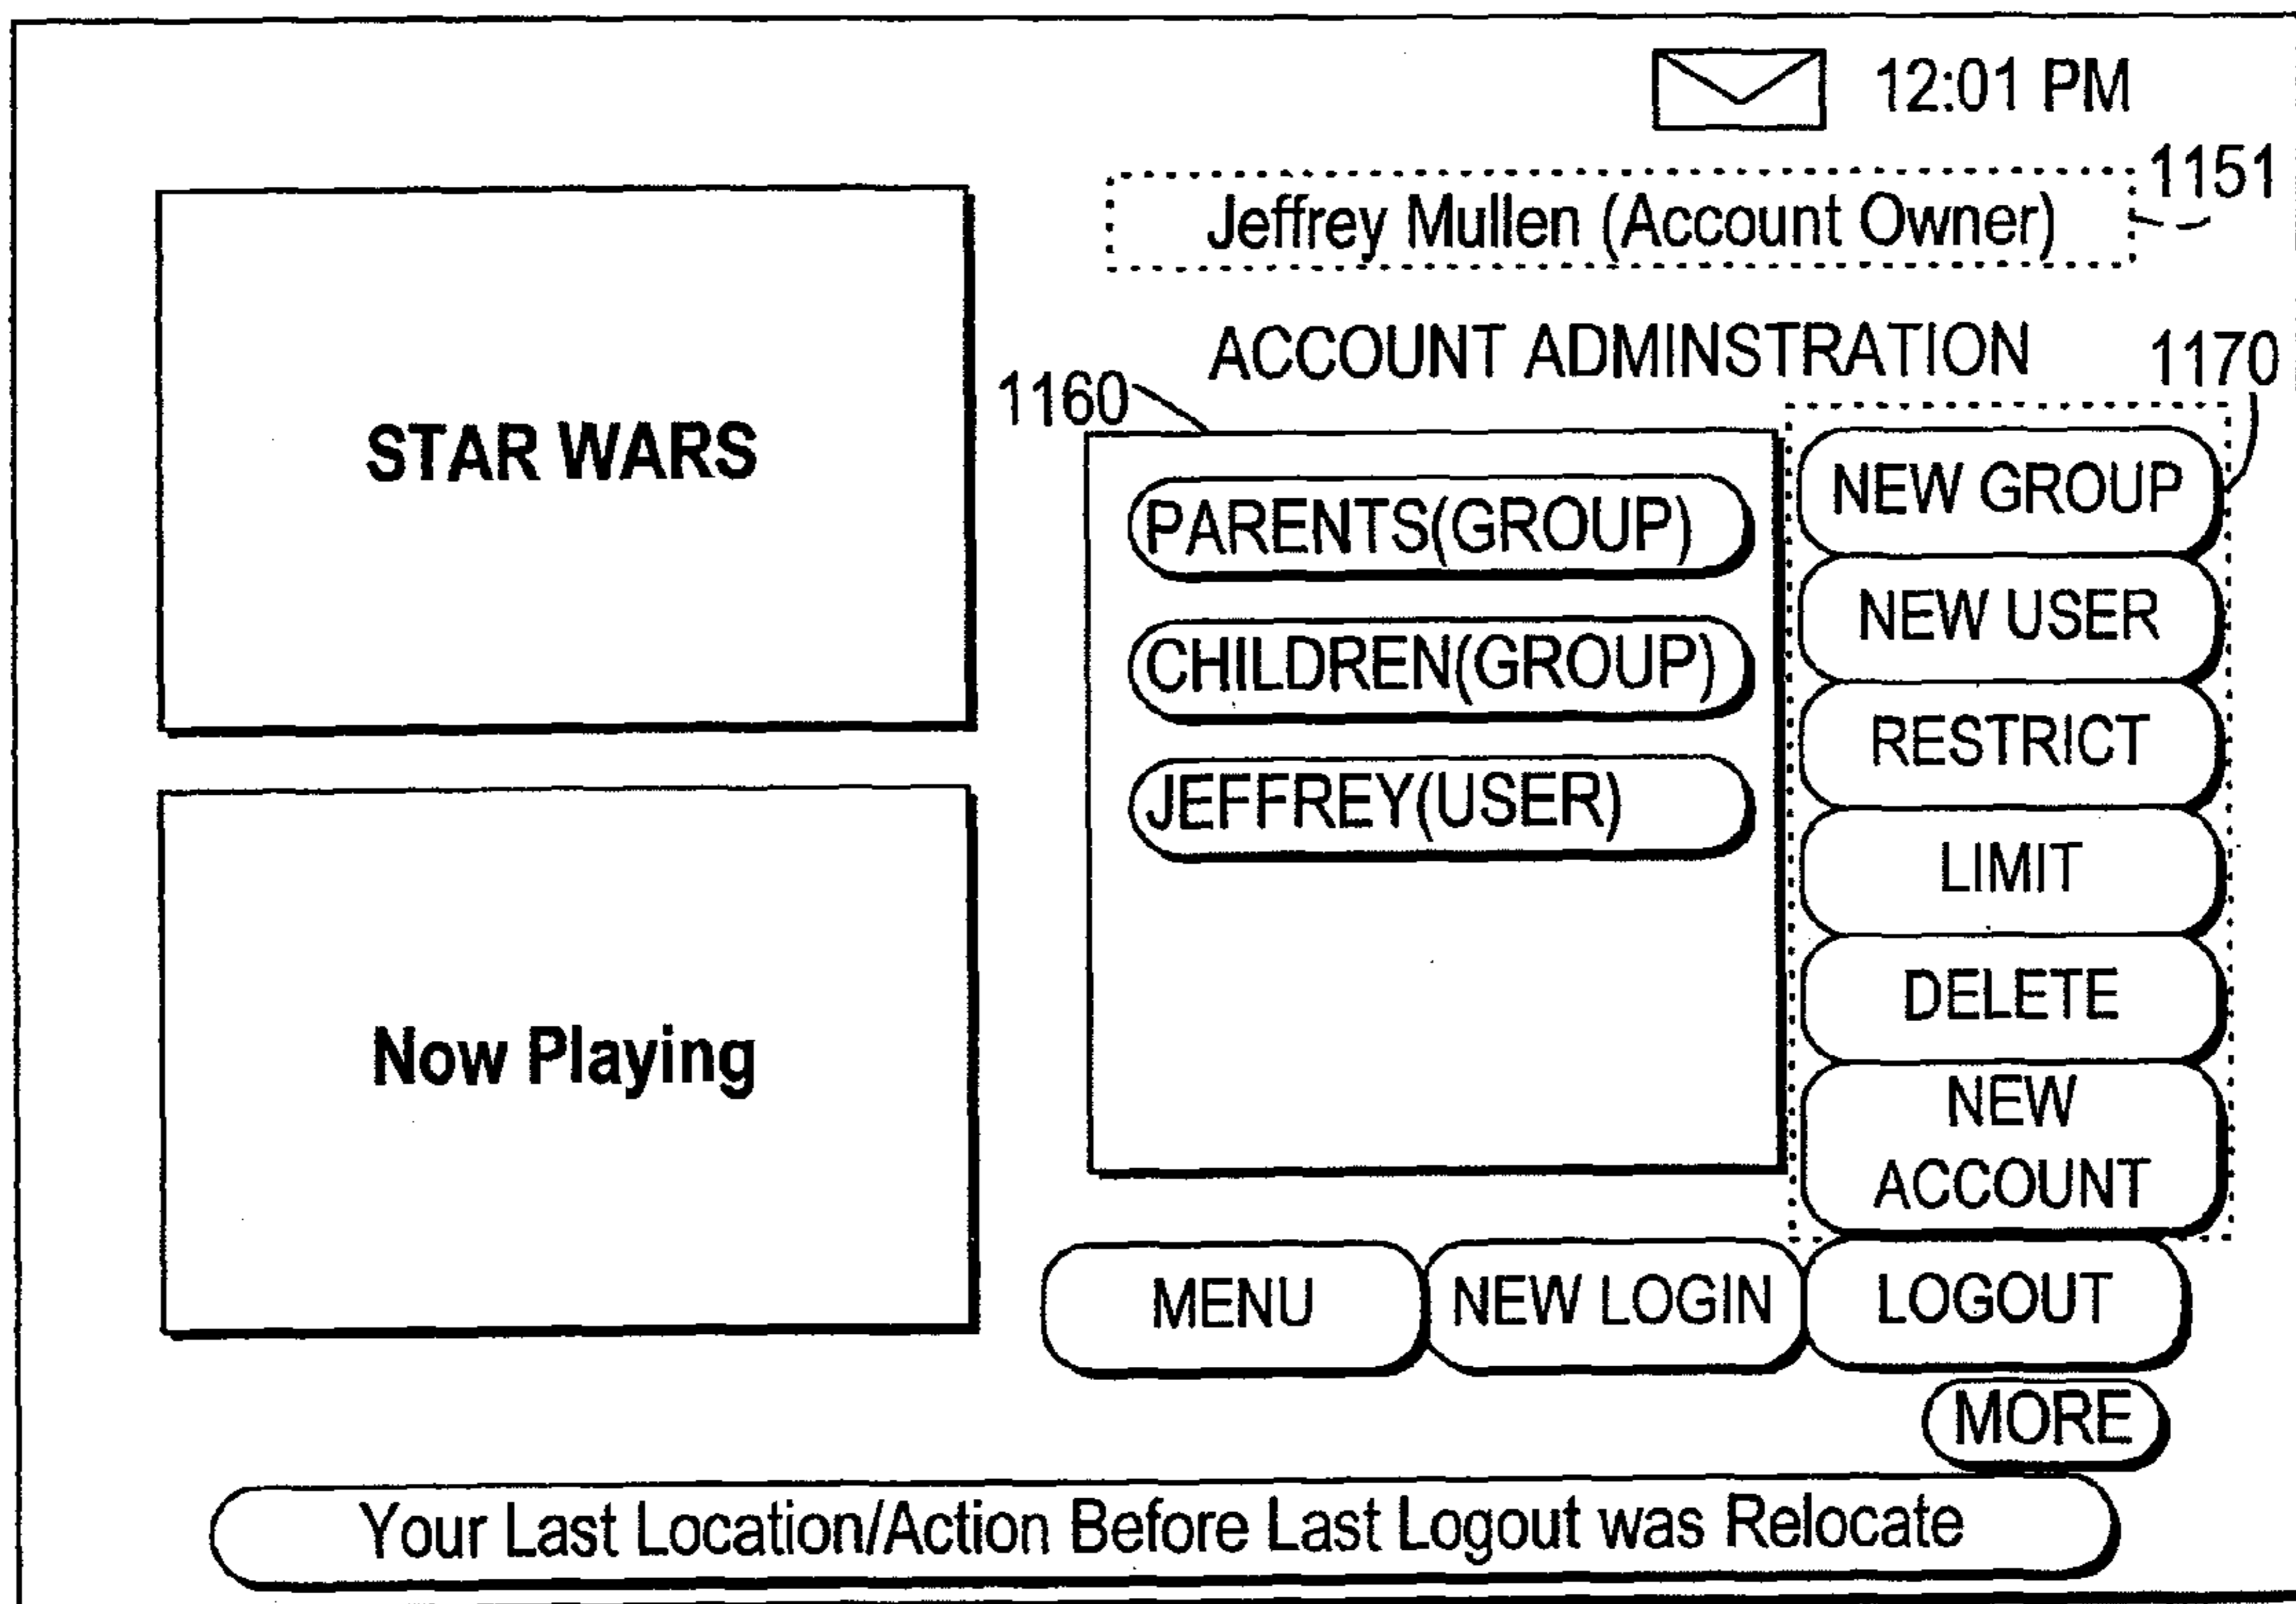 12:01 PM
1151
Jeffrey Mullen (Account Owner)
ACCOUNT ADMINSTRATION
1170
1160
STAR WARS
PARENTS(GROUP)
CHILDREN(GROUP)
JEFFREY(USER)
NEW GROUP
NEW USER
RESTRICT
LIMIT
DELETE
NEW
ACCOUNT
Now Playing
MENU
NEW LOGIN
LOGOUT
MORE
Your Last Location/Action Before Last Logout was Relocate